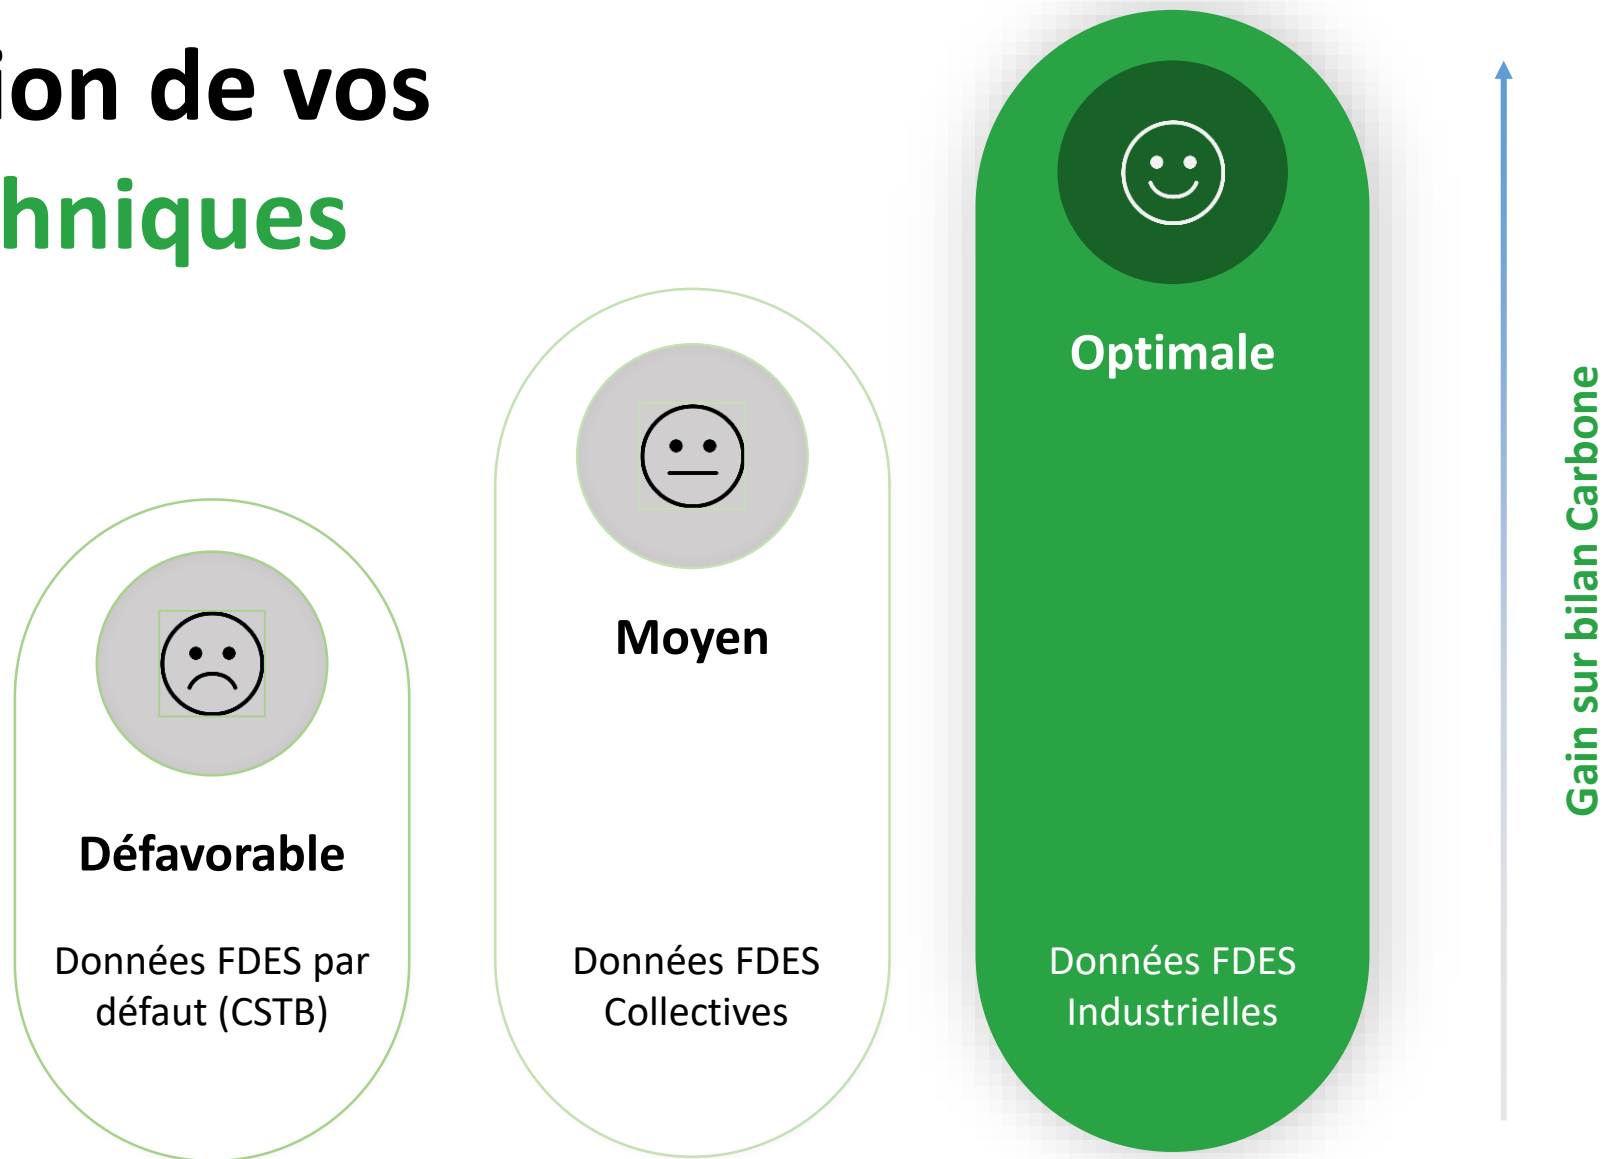 ion de vos
hniques
Défavorable
Données FDES par
défaut (CSTB)
Moyen
Données FDES
Collectives
Optimale
Données FDES
Industrielles
Gain sur bilan Carbone